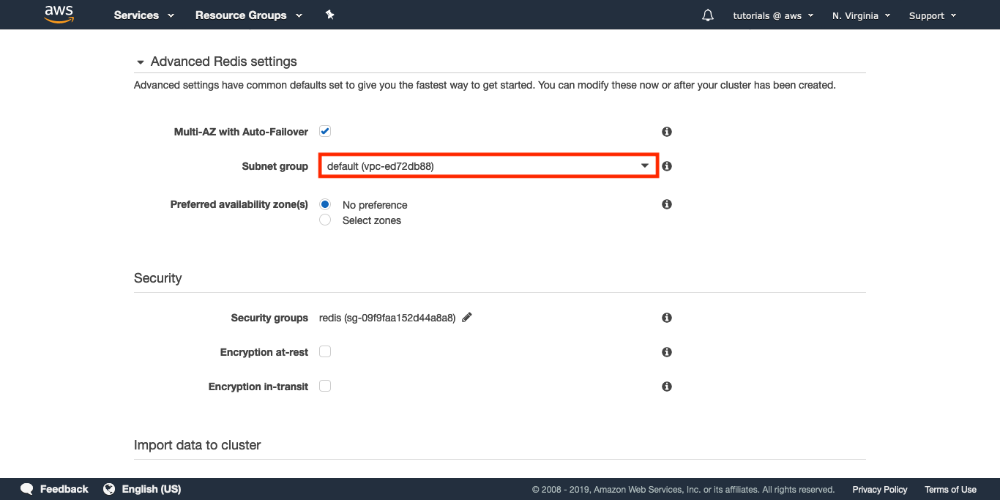 aws Services Resource Groups tutorials @ aws N. Virginia Support
Advanced Redis settings
Advanced settings have common defaults set to give you the fastest way to get started. You can modify these now or after your cluster has been created.
Multi-AZ with Auto-Failover
Subnet group default (vpc-ed72db88)
Preferred availability zone(s) No preference
Select zones
Security
Security groups redis (sg-09f9faa152d44a8a8)
Encryption at-rest
Encryption in-transit
Import data to cluster
Feedback English (US) © 2008 - 2019, Amazon Web Services, Inc. or its affiliates. All rights reserved. Privacy Policy Terms of Use